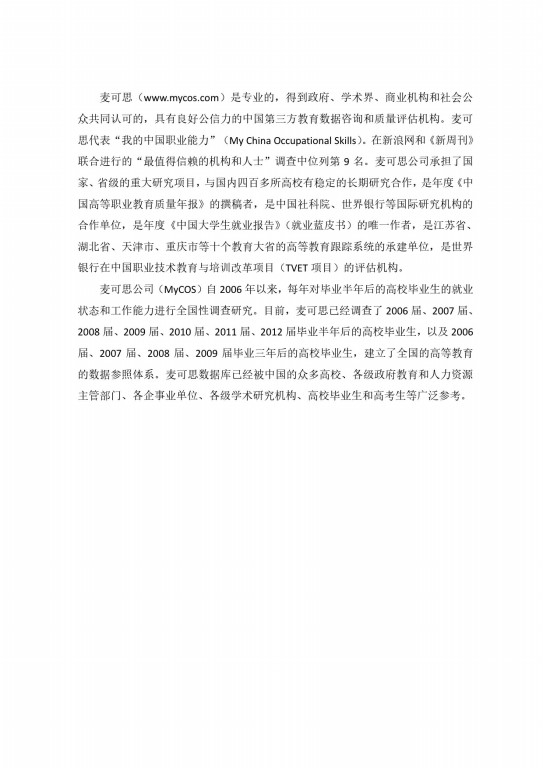 麦可思（www.mycos.com）是专业的，得到政府、学术界、商业机构和社会公
众共同认可的，具有良好公信力的中国第三方教育数据咨询和质量评估机构。麦可
思代表“我的中国职业能力”（My China Occupational Skills）。在新浪网和《新周刊》
联合进行的“最值得信赖的机构和人士”调查中位列第 9 名。麦可思公司承担了国
家、省级的重大研究项目，与国内四百多所高校有稳定的长期研究合作，是年度《中
国高等职业教育质量年报》的撰稿者，是中国社科院、世界银行等国际研究机构的
合作单位，是年度《中国大学生就业报告》（就业蓝皮书）的唯一作者，是江苏省、
湖北省、天津市、重庆市等十个教育大省的高等教育跟踪系统的承建单位，是世界
银行在中国职业技术教育与培训改革项目（TVET 项目）的评估机构。
麦可思公司（MyCOS）自 2006 年以来，每年对毕业半年后的高校毕业生的就业
状态和工作能力进行全国性调查研究。目前，麦可思已经调查了 2006 届、2007 届、
2008 届、2009 届、2010 届、2011 届、2012 届毕业半年后的高校毕业生，以及 2006
届、2007 届、2008 届、2009 届毕业三年后的高校毕业生，建立了全国的高等教育
的数据参照体系。麦可思数据库已经被中国的众多高校、各级政府教育和人力资源
主管部门、各企事业单位、各级学术研究机构、高校毕业生和高考生等广泛参考。